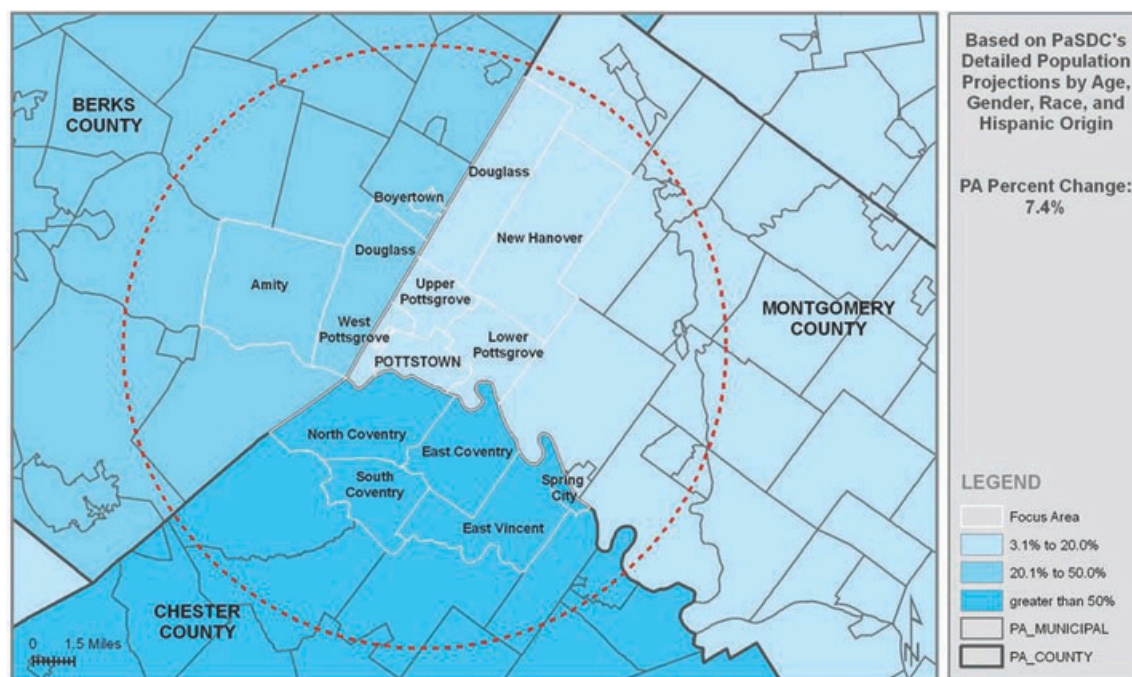 BERKS
COUNTY
Douglass
Boyertown
New Hanover
Douglass
Amity
Upper
Pottsgrove
MONTGOMERY
COUNTY
West
Pottsgrove
Lower
Pottsgrove
POTTSTOWN
North Coventry
East Coventry
South
Coventry
Spring
City
East Vincent
CHESTER
COUNTY
0 1.5 Miles
N
Based on PaSDC's
Detailed Population
Projections by Age,
Gender, Race, and
Hispanic Origin
PA Percent Change:
7.4%
LEGEND
Focus Area
3.1% to 20.0%
20.1% to 50.0%
greater than 50%
PA_MUNICIPAL
PA_COUNTY